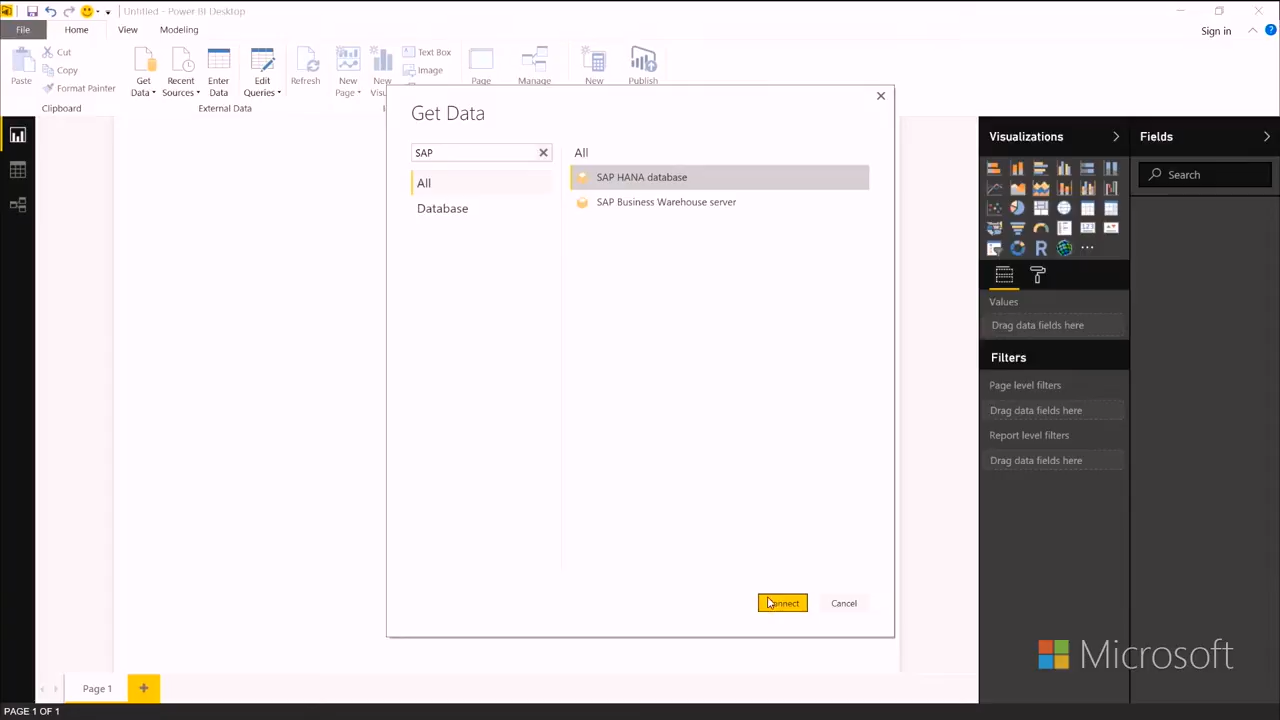 Untitled - Power BI Desktop
File
Home
View
Modeling
Sign in
Paste
Cut
Copy
Format Painter
Clipboard
Get Data
Recent Sources
Enter Data
Edit Queries
External Data
Refresh
New Page
New
Text Box
Image
Page
Manage
New
Publish
Get Data
SAP
All
Database
All
SAP HANA database
SAP Business Warehouse server
Cancel
Visualizations
R
Values
Drag data fields here
Filters
Page level filters
Drag data fields here
Report level filters
Drag data fields here
Fields
Search
Microsoft
Page 1
PAGE 1 OF 1